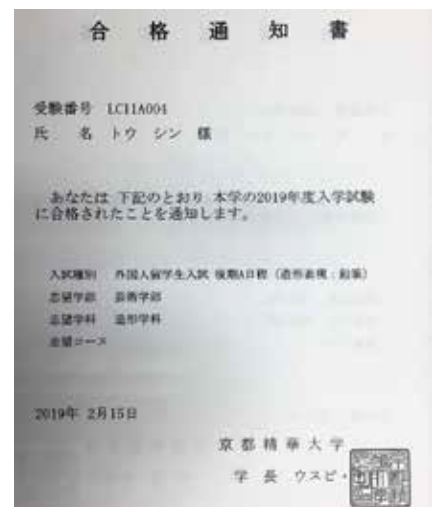 合格通知書
受験番号 LC11A004
氏 名 トウ シン 様
あなたは 下記のとおり 本学の2019年度入学試験
に合格されたことを通知します。
入試種別 外国人留学生入試 後期A日程 (造形表現:鉛筆)
志望学部 芸術学部
志望学科 造形学科
志望コース
2019年 2月15日
京都精華大学
学長 ウスビ・